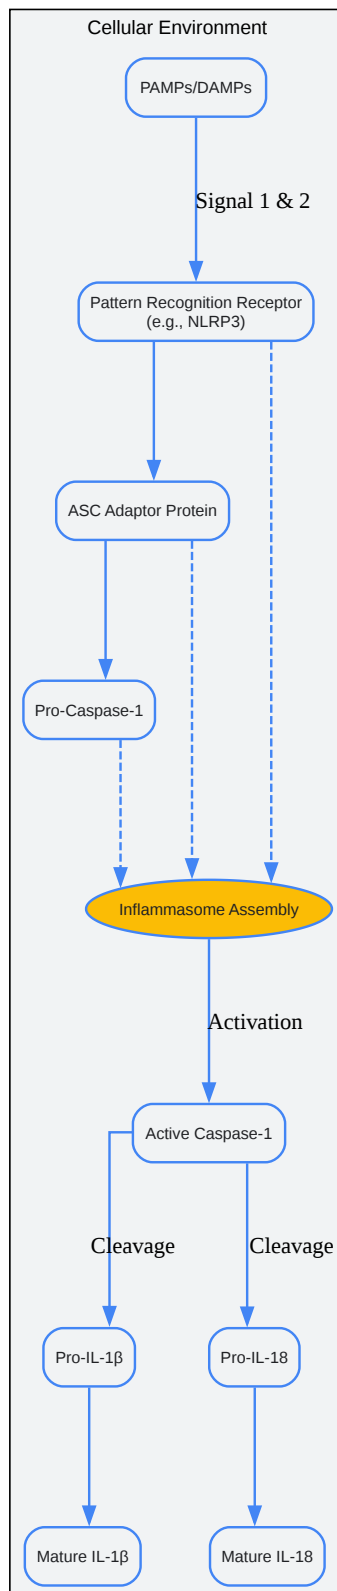 Cellular Environment
PAMPs/DAMPs
Signal 1 & 2
Pattern Recognition Receptor
(e.g., NLRP3)
ASC Adaptor Protein
Pro-Caspase-1
Inflammasome Assembly
Activation
Active Caspase-1
Cleavage
Cleavage
Pro-IL-1β
Pro-IL-18
Mature IL-1β
Mature IL-18